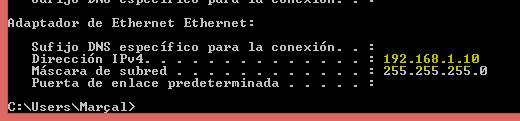 Sufijo DNS específico para la conexión. . :
Adaptador de Ethernet Ethernet:
Sufijo DNS específico para la conexión. . :
Dirección IPv4. . . . . . . . . . . . . . : 192.168.1.10
Máscara de subred . . . . . . . . . . . . : 255.255.255.0
Puerta de enlace predeterminada . . . . . :
C:\Users\Marçal>